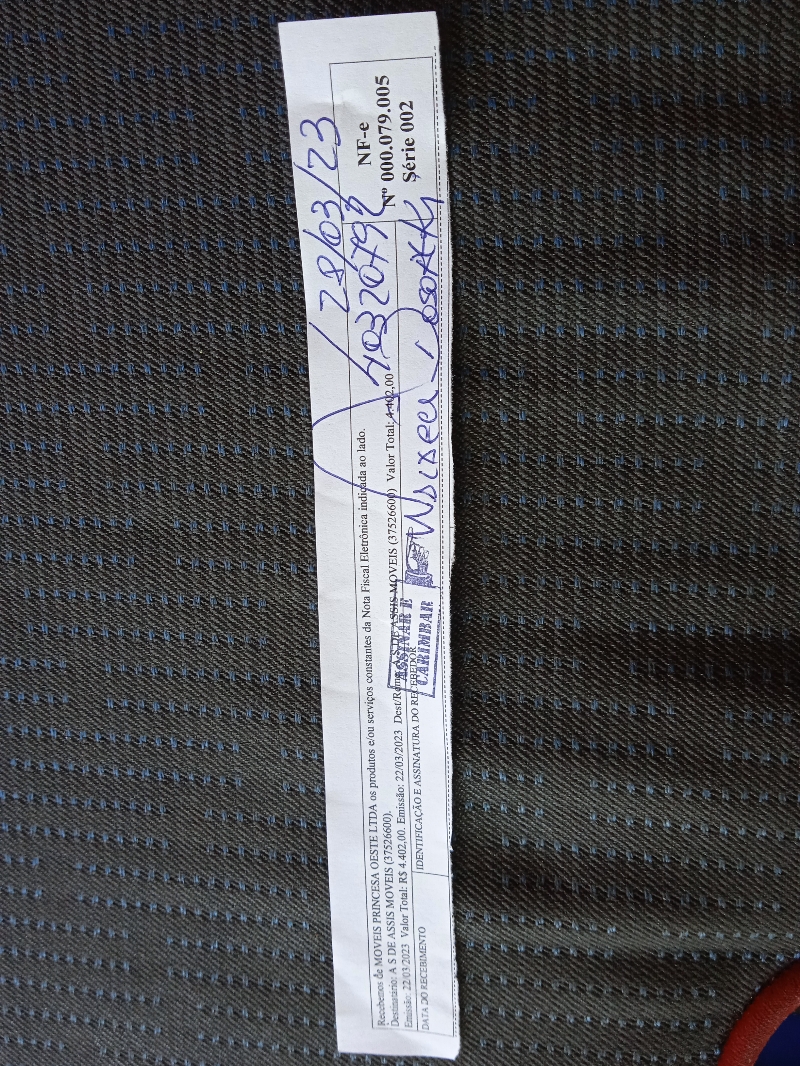 Recebemos de MOVEIS PRINCESA OESTE LTDA os produtos e/ou serviços constantes da Nota Fiscal Eletrônica indicada ao lado.
Destinatário: A S DE ASSIS MOVEIS (37526600).
Emissão: 22/03/2023 Valor Total: R$ 4.402,00. Emissão: 22/03/2023 Dest/Reme: A S DE ASSIS MOVEIS (37526600) Valor Total: 4.402,00
DATA DO RECEBIMENTO
IDENTIFICAÇÃO E ASSINATURA DO RECEBEDOR
ASSINAR E
CARIMBAR
28/03/23
NF-e
Nº 000.079.005
Série 002